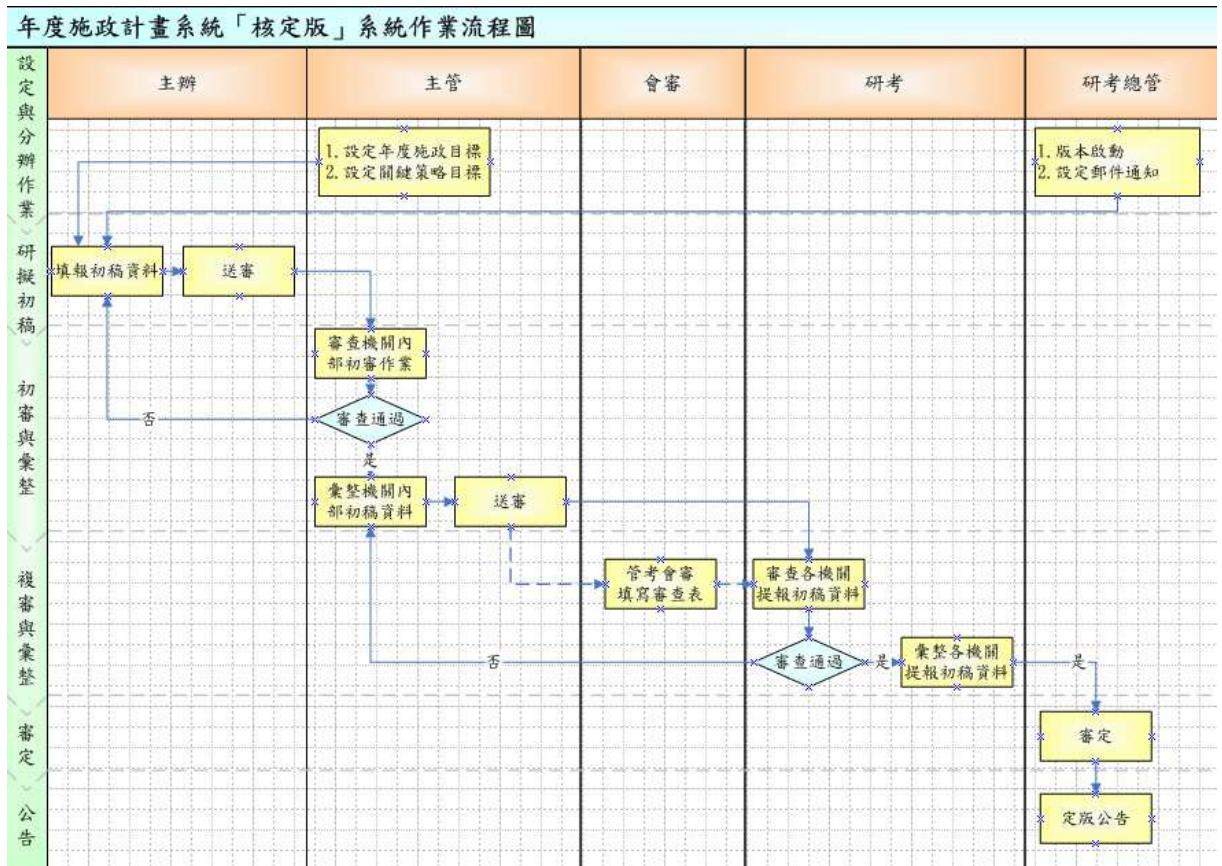 年度施政計畫系統「核定版」系統作業流程圖
設定與分辦作業
主辦
主管
會審
研考
研考總管
1. 設定年度施政目標
2. 設定關鍵策略目標
1. 版本啟動
2. 設定郵件通知
研擬初稿
填報初稿資料
送審
初審與彙整
審查機關內
部初審作業
審查通過
否
是
彙整機關內
部初稿資料
送審
複審與彙整
管考會審
填寫審查表
審查各機關
提報初稿資料
否
審查通過
是
彙整各機關
提報初稿資料
是
審定
審定
公告
定版公告